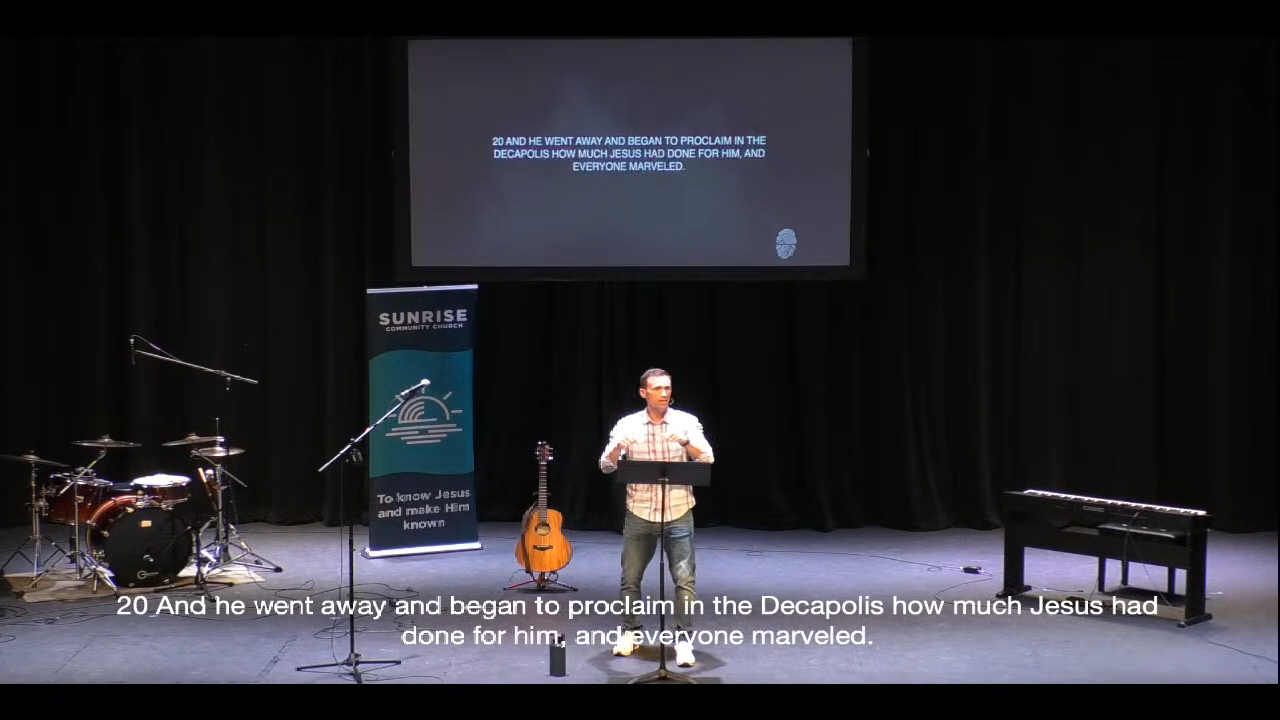 20 AND HE WENT AWAY AND BEGAN TO PROCLAIM IN THE
DECAPOLIS HOW MUCH JESUS HAD DONE FOR HIM, AND
EVERYONE MARVELED.
SUNRISE
COMMUNITY CHURCH
To know Jesus
and make Him
known
CASIO
20 And he went away and began to proclaim in the Decapolis how much Jesus had
done for him, and everyone marveled.